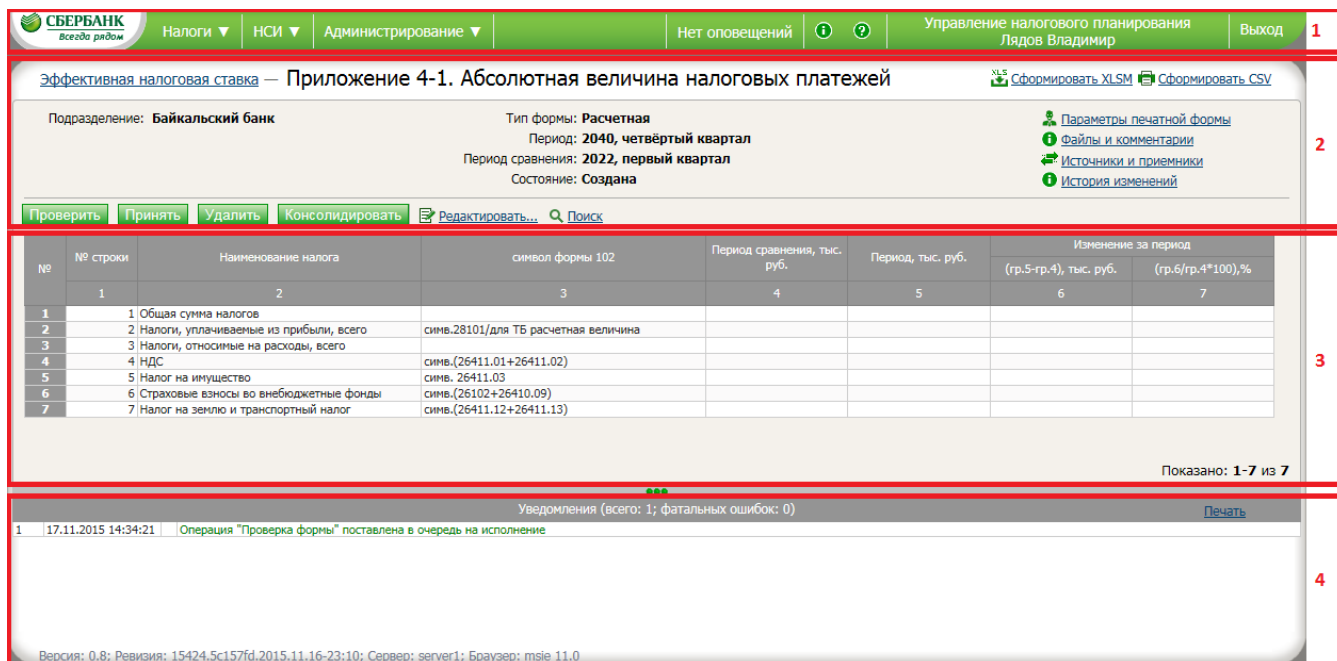 СБЕРБАНК
Всегда рядом
Налоги ▼ НСИ ▼ Администрирование ▼ Нет оповещений Управление налогового планирования
Лядов Владимир
Выход
1
Эффективная налоговая ставка — Приложение 4-1. Абсолютная величина налоговых платежей XLS Сформировать XLSM Сформировать CSV
Подразделение: Байкальский банк Тип формы: Расчетная Параметры печатной формы
Период: 2040, четвёртый квартал Файлы и комментарии
2
Период сравнения: 2022, первый квартал Источники и приемники
Состояние: Создана История изменений
Проверить Принять Удалить Консолидировать Редактировать... Поиск
№ № строки Наименование налога символ формы 102 Период сравнения, тыс. руб. Период, тыс. руб. Изменение за период
(гр.5-гр.4), тыс. руб. (гр.6/гр.4*100),%
1 2 3 4 5 6 7
1 1 Общая сумма налогов
2 2 Налоги, уплачиваемые из прибыли, всего симв.28101/для ТБ расчетная величина
3 3 Налоги, относимые на расходы, всего
4 4 НДС симв.(26411.01+26411.02)
3
5 5 Налог на имущество симв. 26411.03
6 6 Страховые взносы во внебюджетные фонды симв.(26102+26410.09)
7 7 Налог на землю и транспортный налог симв.(26411.12+26411.13)
Показано: 1-7 из 7
Уведомления (всего: 1; фатальных ошибок: 0) Печать
1 17.11.2015 14:34:21 Операция "Проверка формы" поставлена в очередь на исполнение
4
Версия: 0.8; Ревизия: 15424.5c157fd.2015.11.16-23:10; Сервер: server1; Браузер: msie 11.0